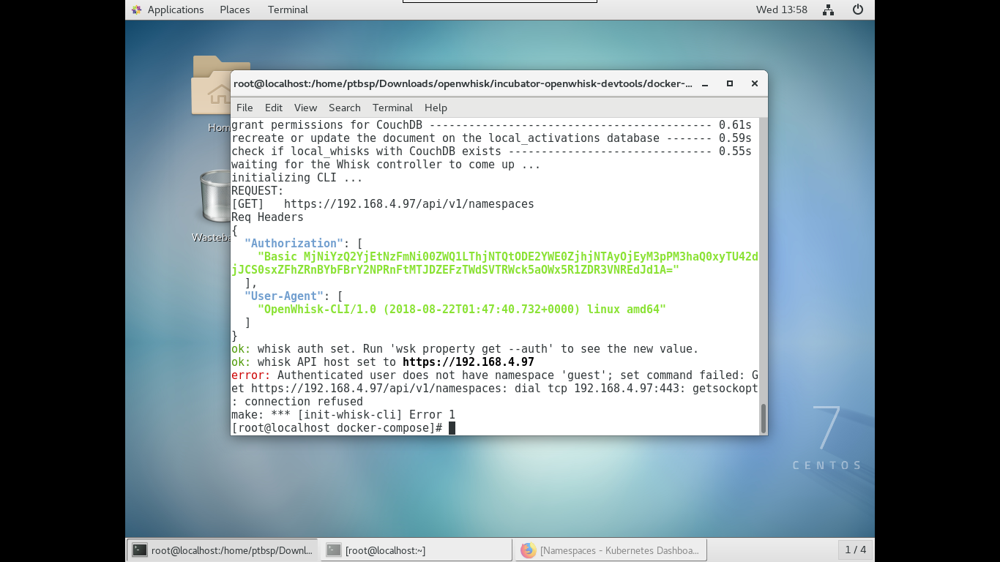 Applications Places Terminal Wed 13:58
root@localhost:/home/ptbsp/Downloads/openwhisk/incubator-openwhisk-devtools/docker-...
File Edit View Search Terminal Help
grant permissions for CouchDB ------------------------------------------- 0.61s
recreate or update the document on the local_activations database ------- 0.59s
check if local_whisks with CouchDB exists ------------------------------- 0.55s
waiting for the Whisk controller to come up ...
initializing CLI ...
REQUEST:
[GET]   https://192.168.4.97/api/v1/namespaces
Req Headers
{
  "Authorization": [
    "Basic MjNiYzQ2YjEtNzFmNi00ZWQ1LThjNTQtODE2YWE0ZjhjNTAyOjEyM3pPM3haQ0xyTU42d
jJCS0sxZFhZRnBYbFBrY2NPRnFtMTJDZEFzTWdSVTRWck5aOWx5R1ZDR3VNREdJd1A="
  ],
  "User-Agent": [
    "OpenWhisk-CLI/1.0 (2018-08-22T01:47:40.732+0000) linux amd64"
  ]
}
ok: whisk auth set. Run 'wsk property get --auth' to see the new value.
ok: whisk API host set to https://192.168.4.97
error: Authenticated user does not have namespace 'guest'; set command failed: G
et https://192.168.4.97/api/v1/namespaces: dial tcp 192.168.4.97:443: getsockopt
: connection refused
make: *** [init-whisk-cli] Error 1
[root@localhost docker-compose]#
Hom
Wasteba
7
CENTOS
root@localhost:/home/ptbsp/Downl... [root@localhost:~] [Namespaces - Kubernetes Dashboa... 1 / 4